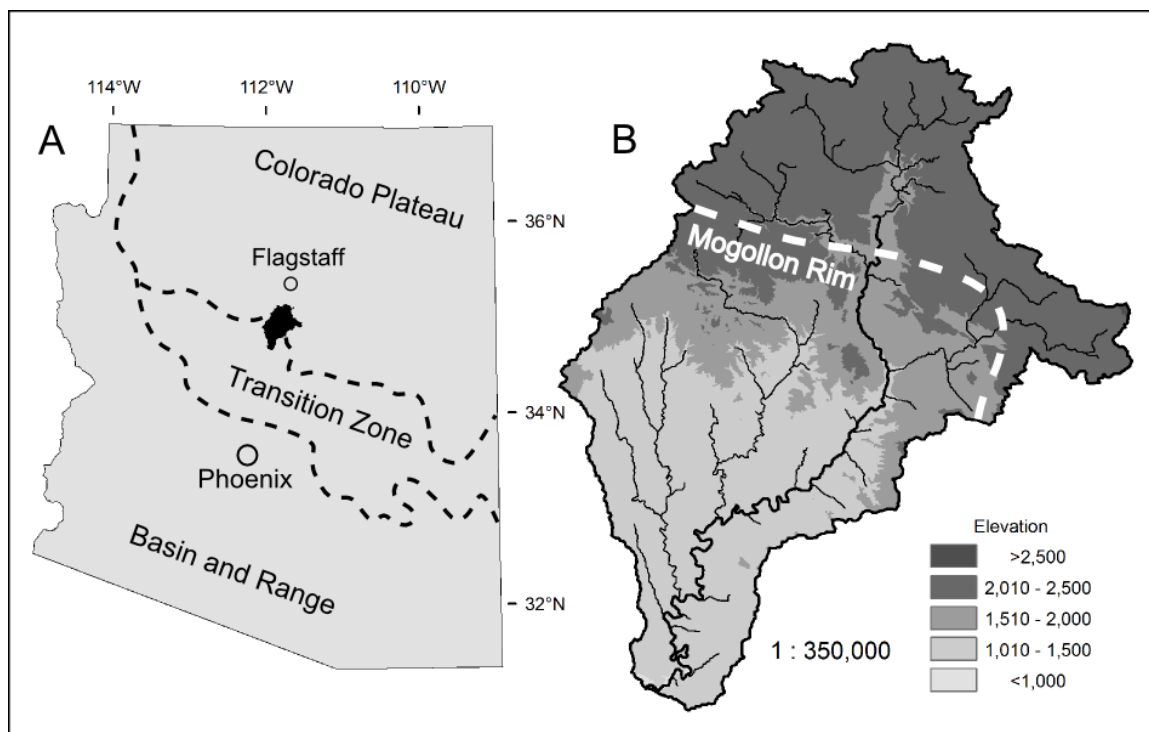 114°W
112°W
110°W
A
Colorado Plateau
36°N
Flagstaff
Transition Zone
34°N
Phoenix
Basin and Range
32°N
B
Mogollon Rim
1 : 350,000
Elevation
>2,500
2,010 - 2,500
1,510 - 2,000
1,010 - 1,500
<1,000